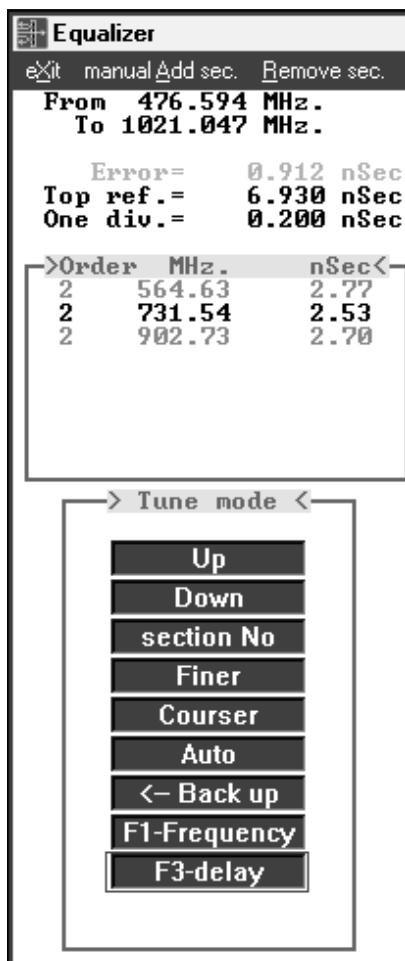 Equalizer
eXit manual Add sec. Remove sec.
From 476.594 MHz.
To 1021.047 MHz.
Error= 0.912 nSec
Top ref.= 6.930 nSec
One div.= 0.200 nSec
>Order MHz. nSec<
2 564.63 2.77
2 731.54 2.53
2 902.73 2.70
> Tune mode <
Up
Down
section No
Finer
Courser
Auto
<– Back up
F1-Frequency
F3-delay